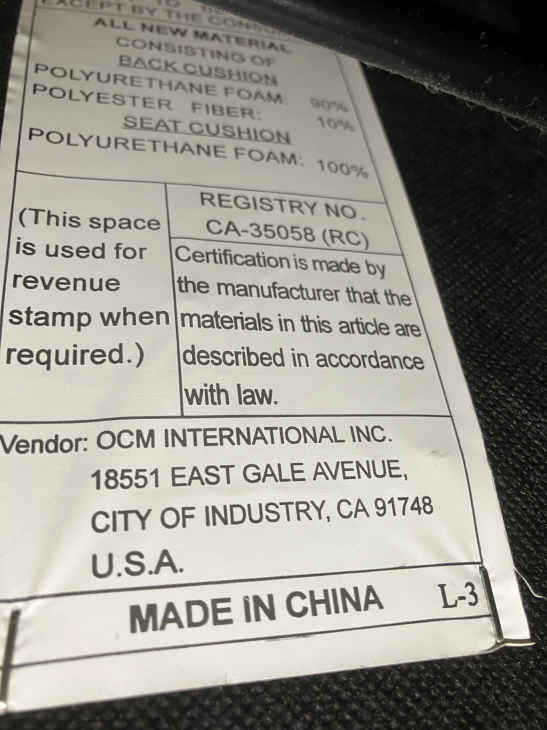 EXCEPT BY THE
ALL NEW MATERIAL
CONSISTING OF
BACK CUSHION
POLYURETHANE FOAM: 90%
POLYESTER FIBER: 10%
SEAT CUSHION
POLYURETHANE FOAM: 100%
(This space
is used for
revenue
stamp when
required.)
REGISTRY NO.
CA-35058 (RC)
Certification is made by
the manufacturer that the
materials in this article are
described in accordance
with law.
Vendor: OCM INTERNATIONAL INC.
18551 EAST GALE AVENUE,
CITY OF INDUSTRY, CA 91748
U.S.A.
MADE IN CHINA L-3